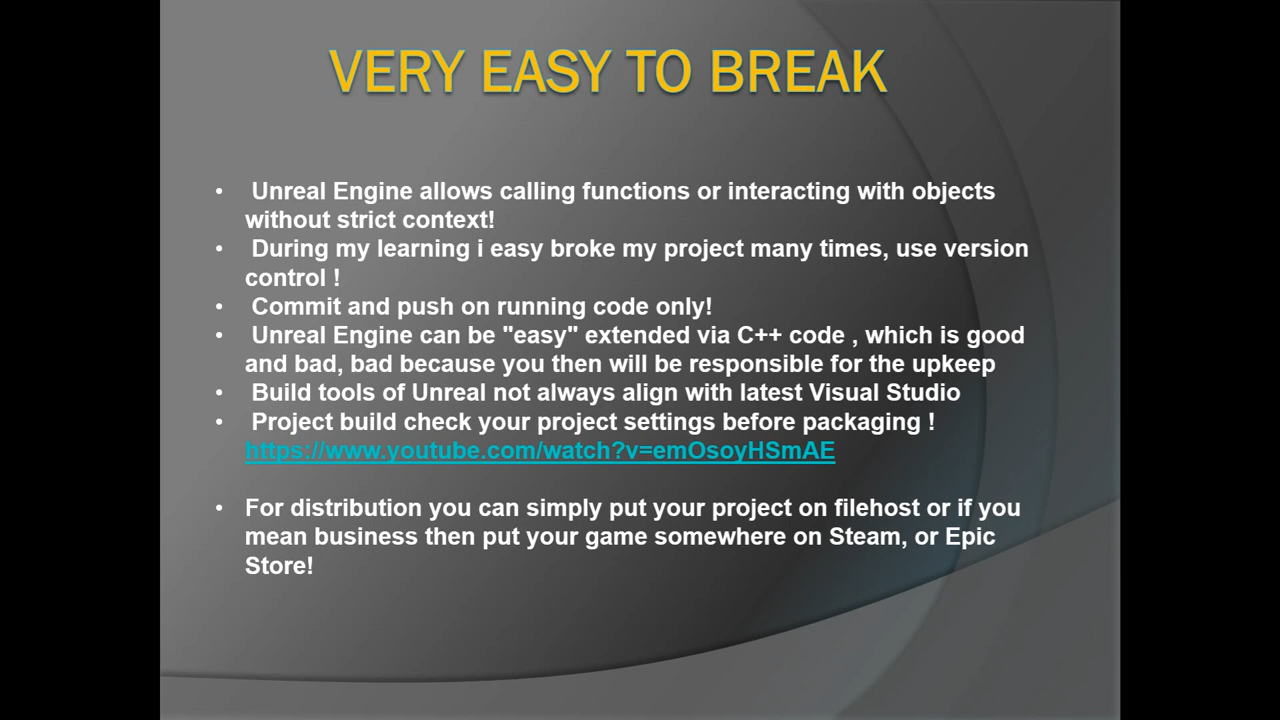 VERY EASY TO BREAK
• Unreal Engine allows calling functions or interacting with objects
without strict context!
• During my learning i easy broke my project many times, use version
control !
• Commit and push on running code only!
• Unreal Engine can be "easy" extended via C++ code , which is good
and bad, bad because you then will be responsible for the upkeep
• Build tools of Unreal not always align with latest Visual Studio
• Project build check your project settings before packaging !
https://www.youtube.com/watch?v=emOsoyHSmAE
• For distribution you can simply put your project on filehost or if you
mean business then put your game somewhere on Steam, or Epic
Store!